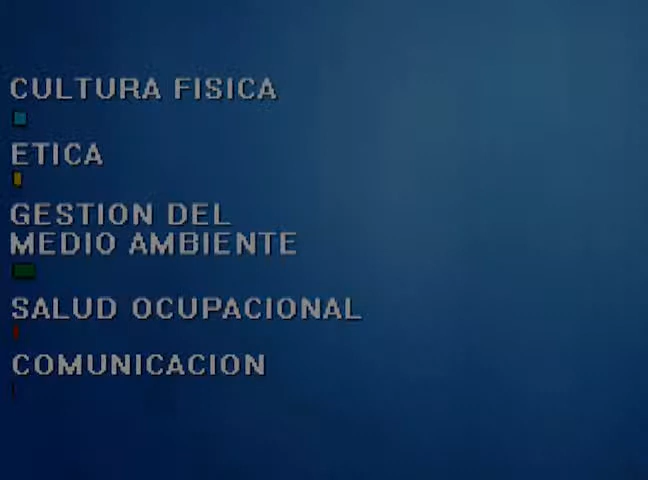 CULTURA FISICA
ETICA
GESTION DEL
MEDIO AMBIENTE
SALUD OCUPACIONAL
COMUNICACION